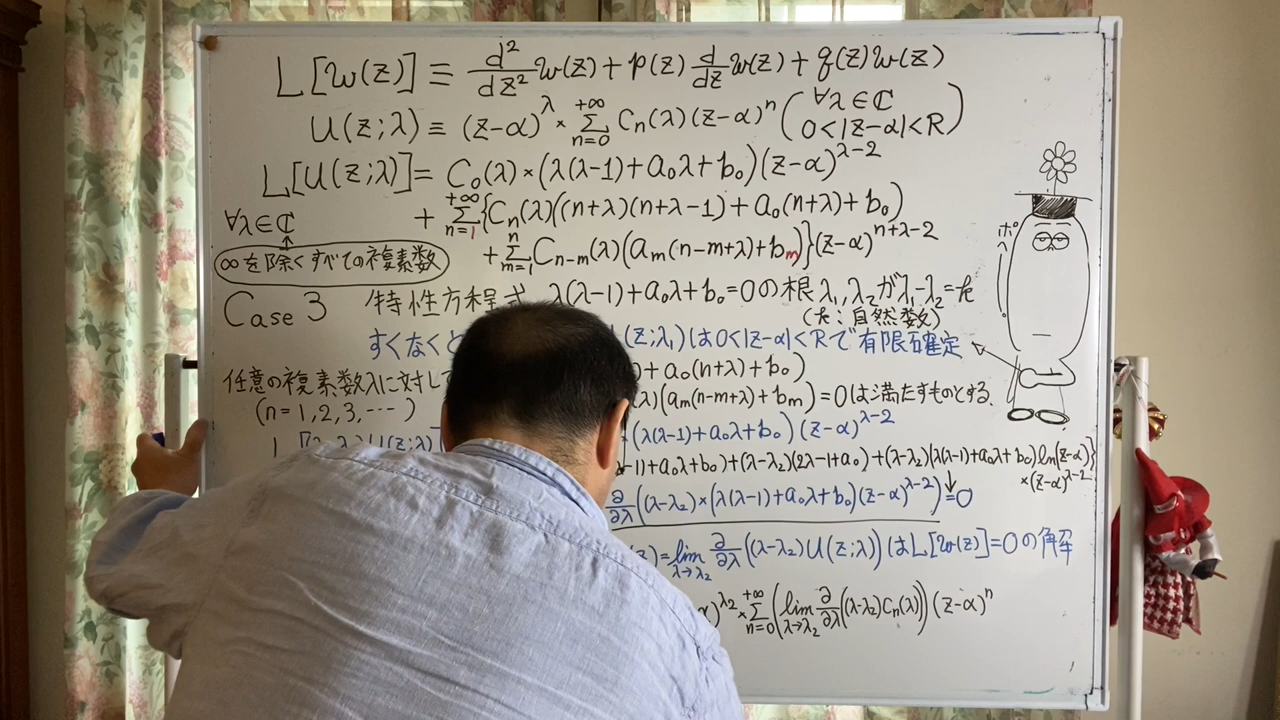 L[w(z)] ≡ d²/dz² w(z) + p(z) d/dz w(z) + q(z)w(z)
U(z;λ) ≡ (z-α)^λ × Σ_{n=0}^{+∞} Cn(λ)(z-α)^n (∀λ∈ℂ 0<|z-α|<R)
L[U(z;λ)] = C₀(λ)×(λ(λ-1)+a₀λ+b₀)(z-α)^{λ-2}
+ Σ_{n=1}^{+∞}{Cn(λ)((n+λ)(n+λ-1)+a₀(n+λ)+b₀)
∀λ∈ℂ
+ Σ_{m=1}^{n} C_{n-m}(λ)(a_m(n-m+λ)+b_m)}(z-α)^{n+λ-2}
∞を除くすべての複素数
ポヘ〜
Case 3 特性方程式 λ(λ-1)+a₀λ+b₀=0の根λ₁,λ₂がλ₁-λ₂=k
(k:自然数)
すくなくと (z;λ₁)は0<|z-α|<Rで有限確定
任意の複素数λに対して + a₀(n+λ)+b₀)
(n=1,2,3,…) λ)(a_m(n-m+λ)+b_m)=0は満たすものとする.
L[(λ-λ₂)U(z;λ) (λ(λ-1)+a₀λ+b₀)(z-α)^{λ-2}
-1)+a₀λ+b₀)+(λ-λ₂)(2λ-1+a₀)+(λ-λ₂)(λ(λ-1)+a₀λ+b₀)ln(z-α)}
×(z-α)^{λ-2}
∂/∂λ((λ-λ₂)×(λ(λ-1)+a₀λ+b₀)(z-α)^{λ-2})=0
(z)=lim_{λ→λ₂} ∂/∂λ((λ-λ₂)U(z;λ))はL[w(z)]=0の解
α)^{λ₂}×Σ_{n=0}^{+∞}(lim_{λ→λ₂} ∂/∂λ((λ-λ₂)Cn(λ)))(z-α)^n